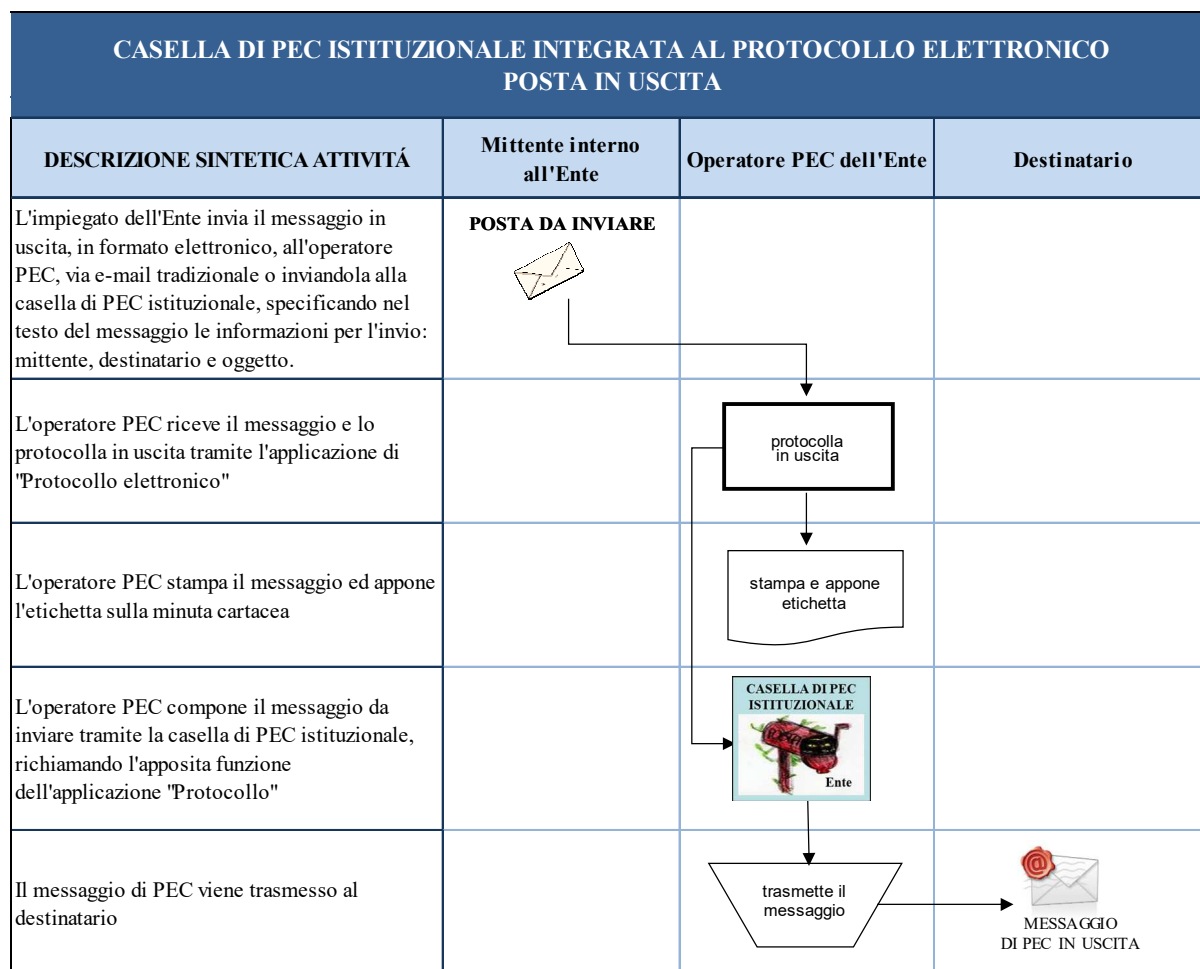 CASELLA DI PEC ISTITUZIONALE INTEGRATA AL PROTOCOLLO ELETTRONICO
POSTA IN USCITA
DESCRIZIONE SINTETICA ATTIVITÁ
Mittente interno
all'Ente
Operatore PEC dell'Ente
Destinatario
L'impiegato dell'Ente invia il messaggio in
uscita, in formato elettronico, all'operatore
PEC, via e-mail tradizionale o inviandola alla
casella di PEC istituzionale, specificando nel
testo del messaggio le informazioni per l'invio:
mittente, destinatario e oggetto.
POSTA DA INVIARE
L'operatore PEC riceve il messaggio e lo
protocolla in uscita tramite l'applicazione di
"Protocollo elettronico"
protocolla
in uscita
L'operatore PEC stampa il messaggio ed appone
l'etichetta sulla minuta cartacea
stampa e appone
etichetta
L'operatore PEC compone il messaggio da
inviare tramite la casella di PEC istituzionale,
richiamando l'apposita funzione
dell'applicazione "Protocollo"
CASELLA DI PEC
ISTITUZIONALE
Ente
Il messaggio di PEC viene trasmesso al
destinatario
trasmette il
messaggio
@
MESSAGGIO
DI PEC IN USCITA